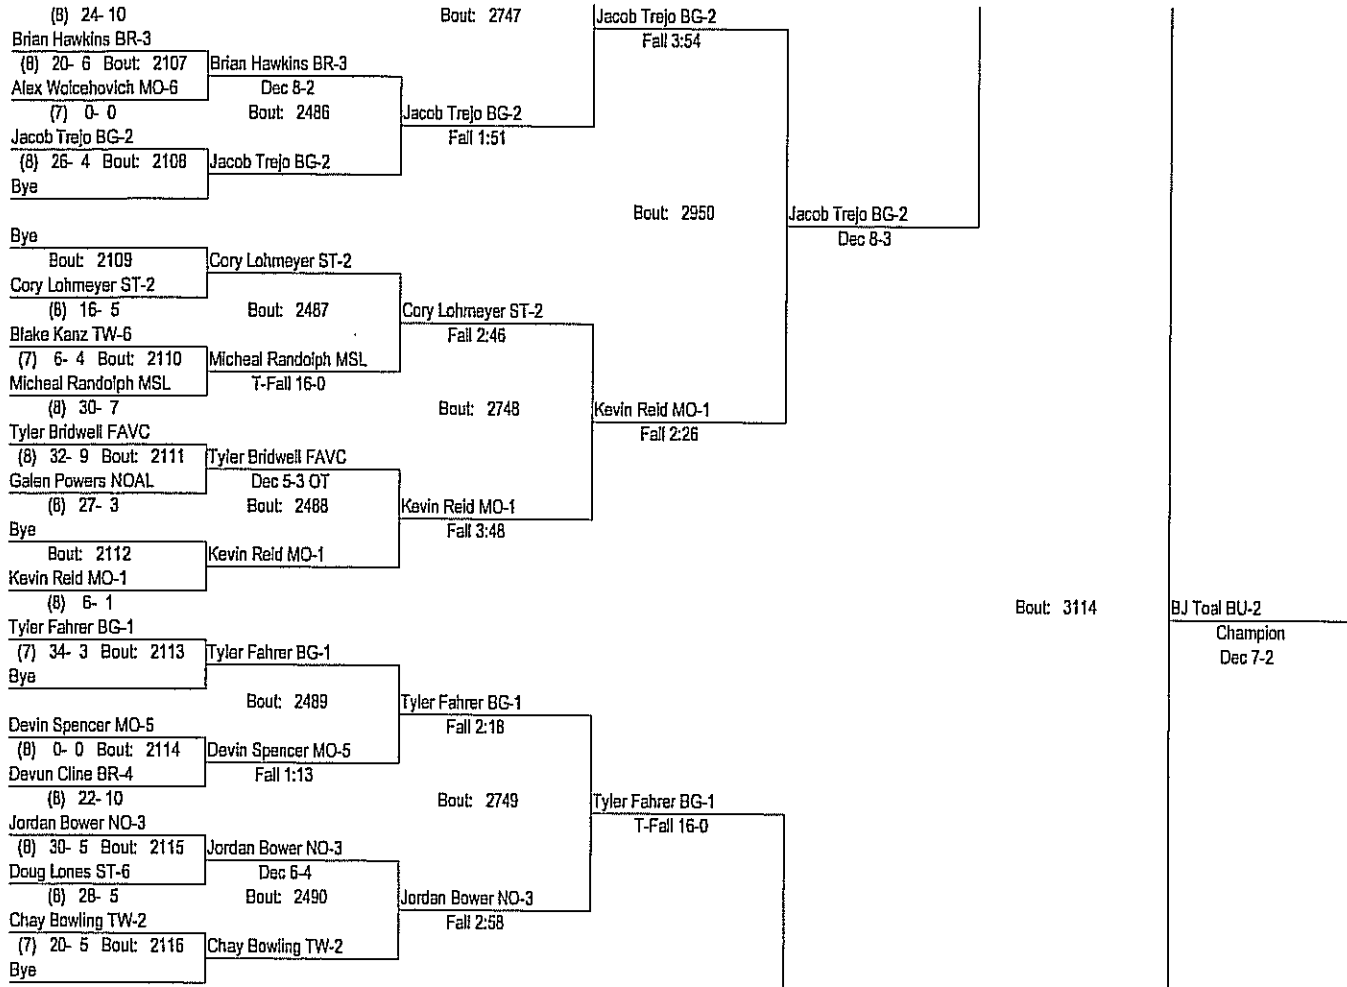 (8) 24- 10
Bout: 2747
Jacob Trejo BG-2
Fall 3:54
Brian Hawkins BR-3
(8) 20- 6 Bout: 2107
Brian Hawkins BR-3
Alex Wolcehovich MO-6
Dec 8-2
(7) 0- 0
Bout: 2486
Jacob Trejo BG-2
Fall 1:51
Jacob Trejo BG-2
(8) 26- 4 Bout: 2108
Jacob Trejo BG-2
Bye
Bout: 2950
Jacob Trejo BG-2
Dec 8-3
Bye
Bout: 2109
Cory Lohmeyer ST-2
Cory Lohmeyer ST-2
(6) 16- 5
Bout: 2487
Cory Lohmeyer ST-2
Fall 2:46
Blake Kanz TW-6
(7) 6- 4 Bout: 2110
Micheal Randolph MSL
Micheal Randolph MSL
T-Fall 16-0
(8) 30- 7
Bout: 2748
Kevin Reid MO-1
Fall 2:26
Tyler Bridwell FAVC
(8) 32- 9 Bout: 2111
Tyler Bridwell FAVC
Galen Powers NOAL
Dec 5-3 OT
(6) 27- 3
Bout: 2488
Kevin Reid MO-1
Fall 3:48
Bye
Bout: 2112
Kevin Reid MO-1
Kevin Reid MO-1
(8) 6- 1
Bout: 3114
BJ Toal BU-2
Champion
Dec 7-2
Tyler Fahrer BG-1
(7) 34- 3 Bout: 2113
Tyler Fahrer BG-1
Bye
Bout: 2489
Tyler Fahrer BG-1
Fall 2:18
Devin Spencer MO-5
(8) 0- 0 Bout: 2114
Devin Spencer MO-5
Devun Cline BR-4
Fall 1:13
(6) 22- 10
Bout: 2749
Tyler Fahrer BG-1
T-Fall 16-0
Jordan Bower NO-3
(8) 30- 5 Bout: 2115
Jordan Bower NO-3
Doug Lones ST-6
Dec 6-4
(6) 28- 5
Bout: 2490
Jordan Bower NO-3
Fall 2:58
Chay Bowling TW-2
(7) 20- 5 Bout: 2116
Chay Bowling TW-2
Bye